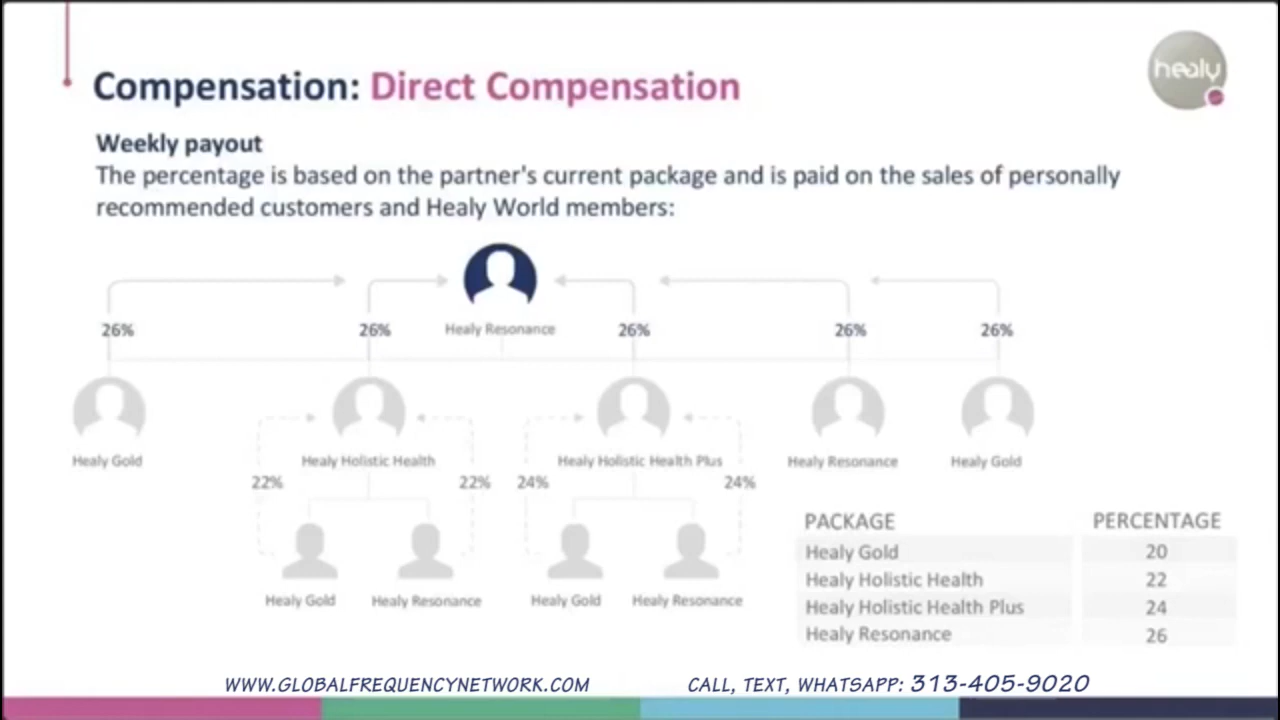 healy
Compensation: Direct Compensation
Weekly payout
The percentage is based on the partner's current package and is paid on the sales of personally
recommended customers and Healy World members:
26% 26% Healy Resonance 26% 26% 26%
Healy Gold Healy Holistic Health Healy Holistic Health Plus Healy Resonance Healy Gold
22% 22% 24% 24%
Healy Gold Healy Resonance Healy Gold Healy Resonance
PACKAGE PERCENTAGE
Healy Gold 20
Healy Holistic Health 22
Healy Holistic Health Plus 24
Healy Resonance 26
WWW.GLOBALFREQUENCYNETWORK.COM CALL, TEXT, WHATSAPP: 313-405-9020